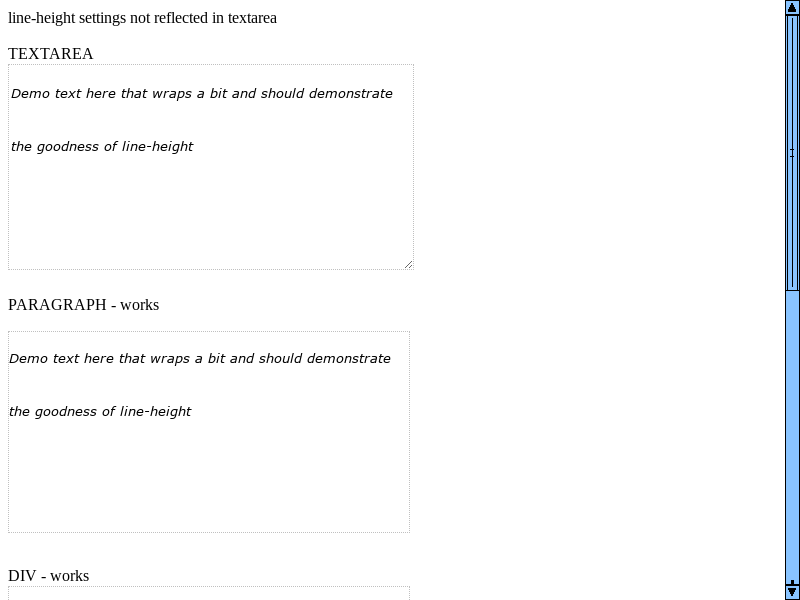 line-height settings not reflected in textarea
TEXTAREA
Demo text here that wraps a bit and should demonstrate
the goodness of line-height
PARAGRAPH - works
Demo text here that wraps a bit and should demonstrate
the goodness of line-height
DIV - works